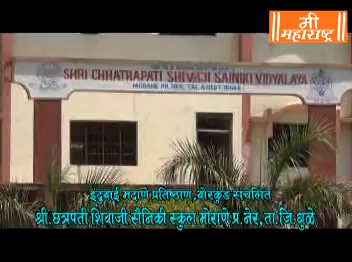 मी
महाराष्ट्र
SHRI CHHATRAPATI SHIVAJI SAINIKI VIDYALAYA
इंदुबाई मदाणे प्रतिष्ठाण, बोरकुंड संचलित
श्री. छत्रपती शिवाजी सैनिकी स्कुल मोराणे प्र. नेर, ता. जि. धुळे